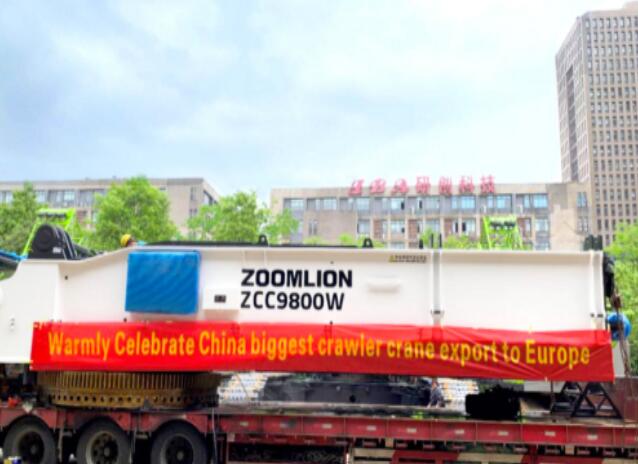 ZOOMLION
ZCC9800W
Warmly Celebrate China biggest crawler crane export to Europe